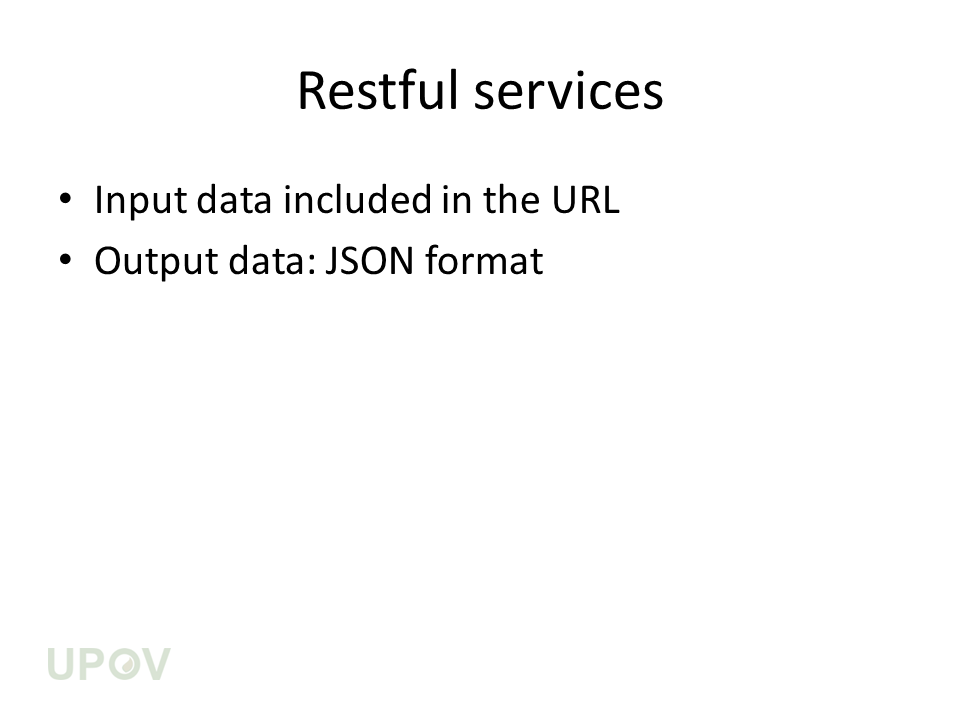 Restful services
• Input data included in the URL
• Output data: JSON format
UPOV